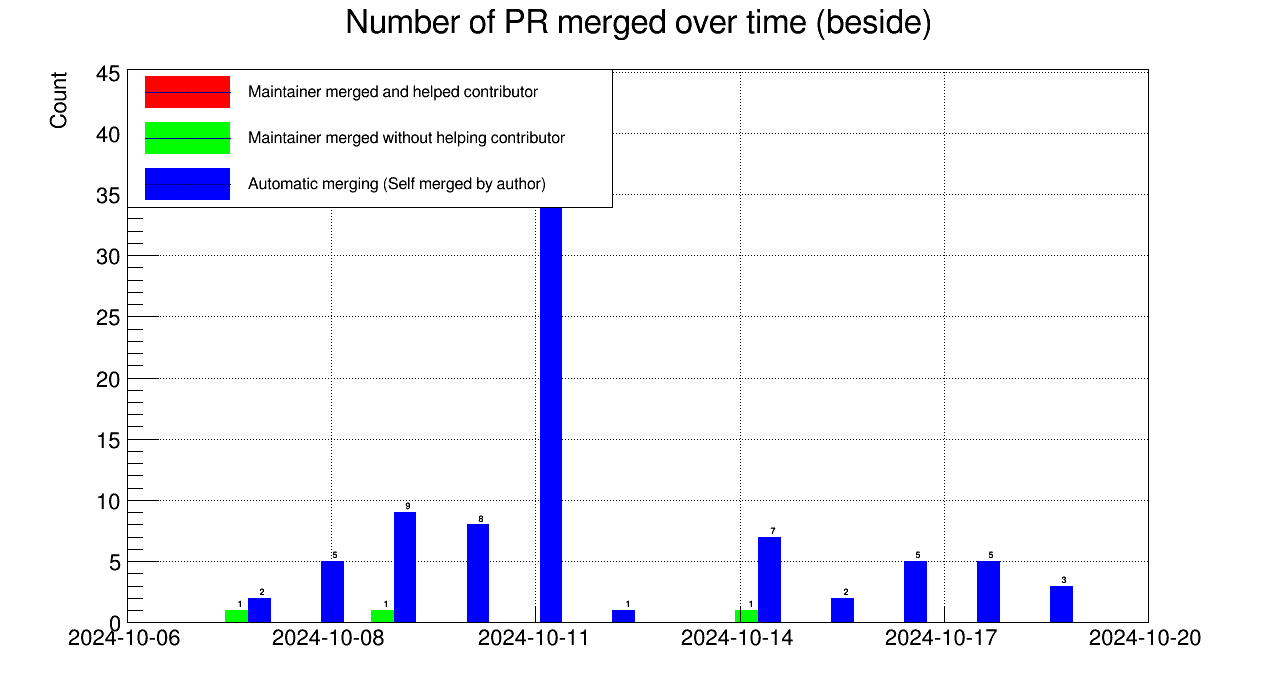 Number of PR merged over time (beside)
Count
45
40
35
30
25
20
15
10
5
0
Maintainer merged and helped contributor
Maintainer merged without helping contributor
Automatic merging (Self merged by author)
1 2 5 1 9 8 1 1 7 2 5 5 3
2024-10-06 2024-10-08 2024-10-11 2024-10-14 2024-10-17 2024-10-20